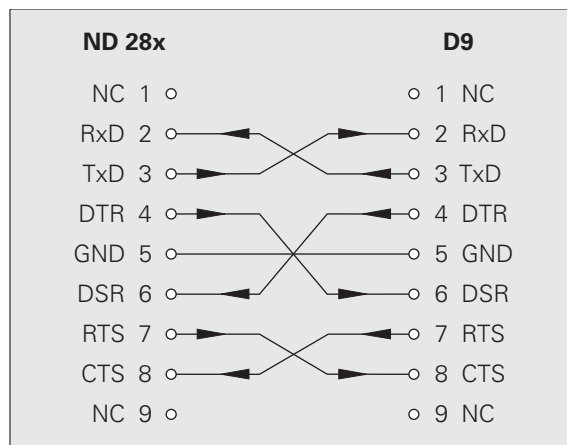 ND 28x D9
NC 1 1 NC
RxD 2 2 RxD
TxD 3 3 TxD
DTR 4 4 DTR
GND 5 5 GND
DSR 6 6 DSR
RTS 7 7 RTS
CTS 8 8 CTS
NC 9 9 NC